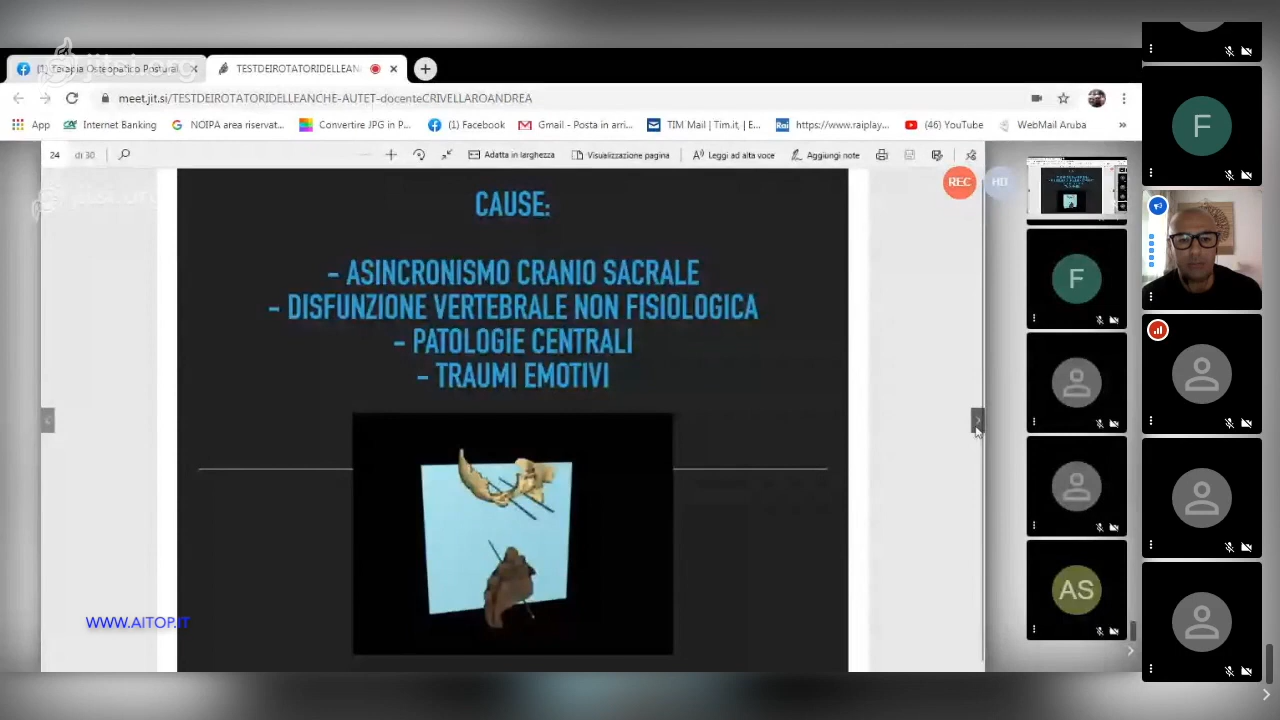 (1) Terapia Osteopatico Postural
TESTDEIROTATORIDELLEAN
meet.jit.si/TESTDEIROTATORIDELLEANCHE-AUTET-docenteCRIVELLAROANDREA
App
Internet Banking
NOIPA area riservat...
Convertire JPG in P...
(1) Facebook
Gmail - Posta in arri...
TIM Mail | Tim.it, | E...
Rai
https://www.raiplay...
(46) YouTube
WebMail Aruba
24 di 30
Adatta in larghezza
Visualizzazione pagina
Leggi ad alta voce
Aggiungi note
REC
HD
CAUSE:
- ASINCRONISMO CRANIO SACRALE
- DISFUNZIONE VERTEBRALE NON FISIOLOGICA
- PATOLOGIE CENTRALI
- TRAUMI EMOTIVI
WWW.AITOP.IT
F
F
AS